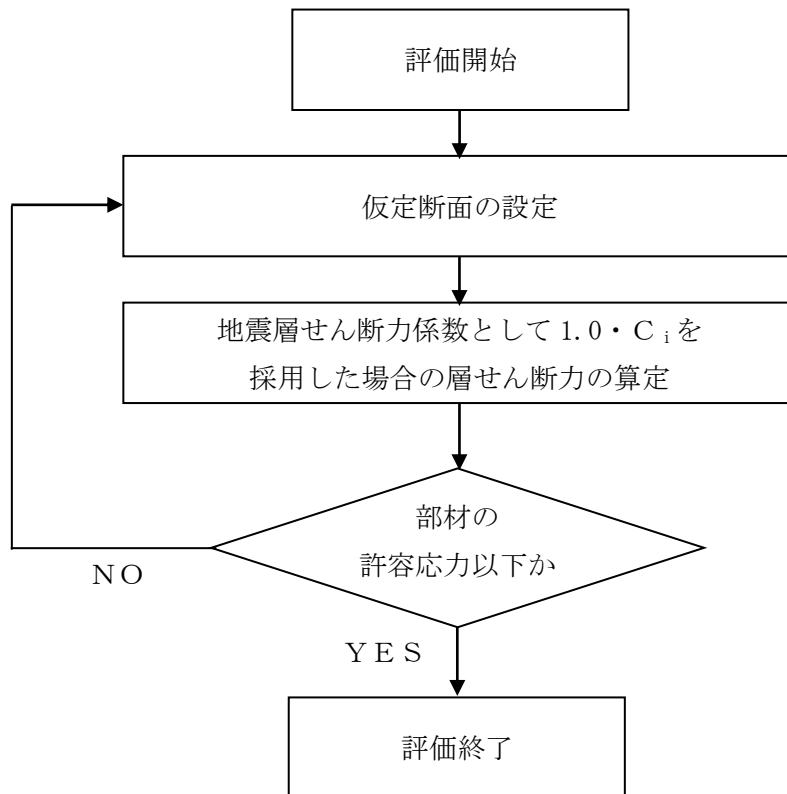 評価開始
仮定断面の設定
地震層せん断力係数として 1.0・Ｃｉを
採用した場合の層せん断力の算定
部材の
許容応力以下か
ＮＯ
ＹＥＳ
評価終了